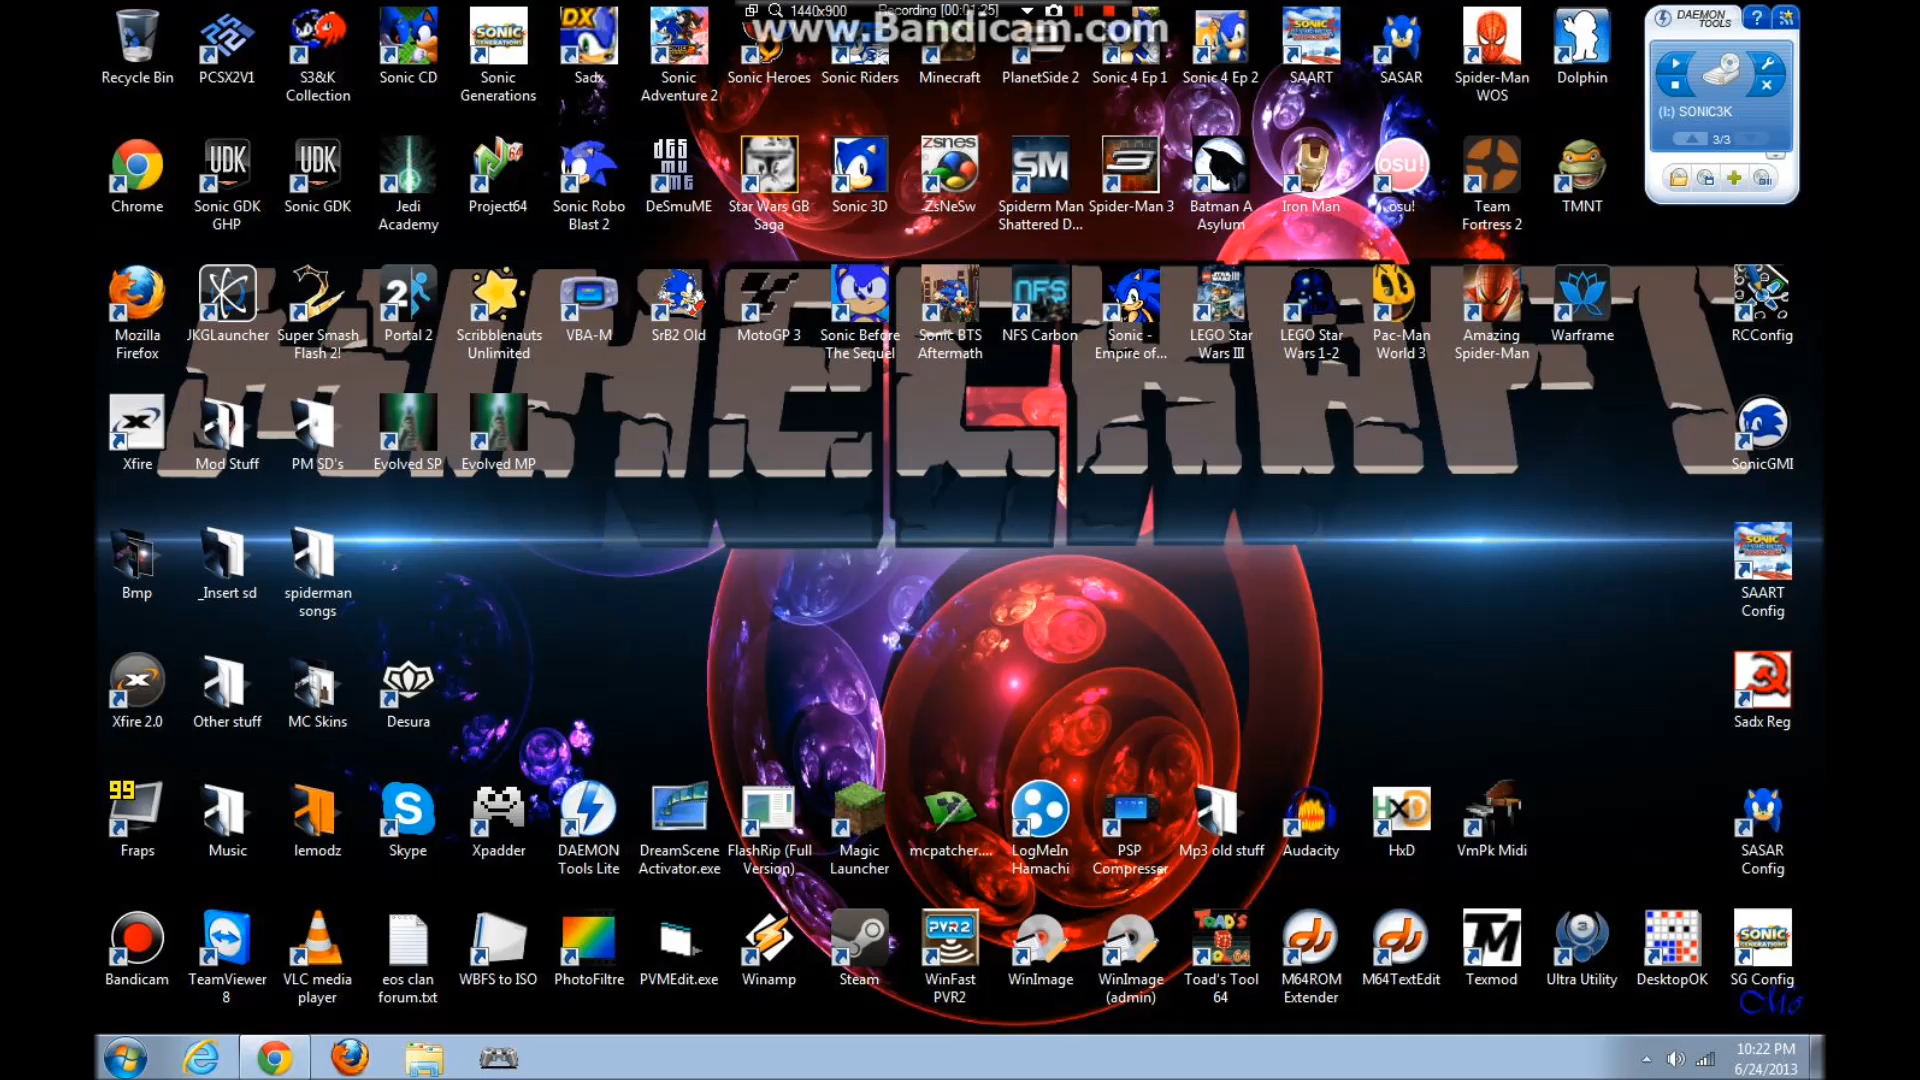 1440x900 Recording [00:01:25]
www.Bandicam.com
Recycle Bin
PCSX2V1
S3&K Collection
Sonic CD
Sonic Generations
Sadx
Sonic Adventure 2
Sonic Heroes
Sonic Riders
Minecraft
PlanetSide 2
Sonic 4 Ep 1
Sonic 4 Ep 2
SAART
SASAR
Spider-Man WOS
Dolphin
DAEMON TOOLS
(I:) SONIC3K
3/3
Chrome
Sonic GDK GHP
Sonic GDK
Jedi Academy
Project64
Sonic Robo Blast 2
DeSmuME
Star Wars GB Saga
Sonic 3D
ZsNeSw
Spiderm Man Shattered D...
Spider-Man 3
Batman A Asylum
Iron Man
osu!
Team Fortress 2
TMNT
Mozilla Firefox
JKGLauncher
Super Smash Flash 2!
Portal 2
Scribblenauts Unlimited
VBA-M
SrB2 Old
MotoGP 3
Sonic Before The Sequel
Sonic BTS Aftermath
NFS Carbon
Sonic - Empire of...
LEGO Star Wars III
LEGO Star Wars 1-2
Pac-Man World 3
Amazing Spider-Man
Warframe
RCConfig
MINECRAFT
Xfire
Mod Stuff
PM SD's
Evolved SP
Evolved MP
SonicGMI
Bmp
_Insert sd
spiderman songs
SAART Config
Xfire 2.0
Other stuff
MC Skins
Desura
Sadx Reg
99
Fraps
Music
lemodz
Skype
Xpadder
DAEMON Tools Lite
DreamScene Activator.exe
FlashRip (Full Version)
Magic Launcher
mcpatcher....
LogMeIn Hamachi
PSP Compresser
Mp3 old stuff
Audacity
HxD
VmPk Midi
SASAR Config
Bandicam
TeamViewer 8
VLC media player
eos clan forum.txt
WBFS to ISO
PhotoFiltre
PVMEdit.exe
Winamp
Steam
WinFast PVR2
WinImage
WinImage (admin)
Toad's Tool 64
M64ROM Extender
M64TextEdit
Texmod
Ultra Utility
DesktopOK
SG Config
10:22 PM
6/24/2013